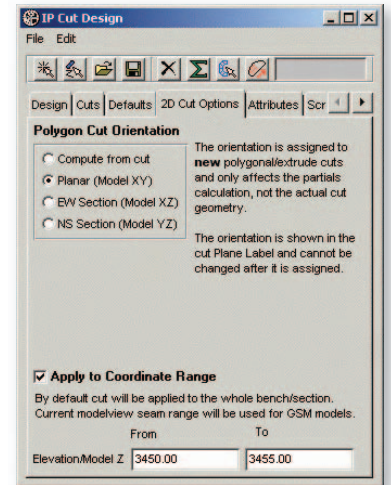 IP Cut Design
File Edit
Design Cuts Defaults 2D Cut Options Attributes Scr
Polygon Cut Orientation
Compute from cut
Planar (Model XY)
EW Section (Model XZ)
NS Section (Model YZ)
The orientation is assigned to
new polygonal/extrude cuts
and only affects the partials
calculation, not the actual cut
geometry.
The orientation is shown in the
cut Plane Label and cannot be
changed after it is assigned.
Apply to Coordinate Range
By default cut will be applied to the whole bench/section.
Current modelview seam range will be used for GSM models.
From To
Elevation/Model Z 3450.00 3455.00